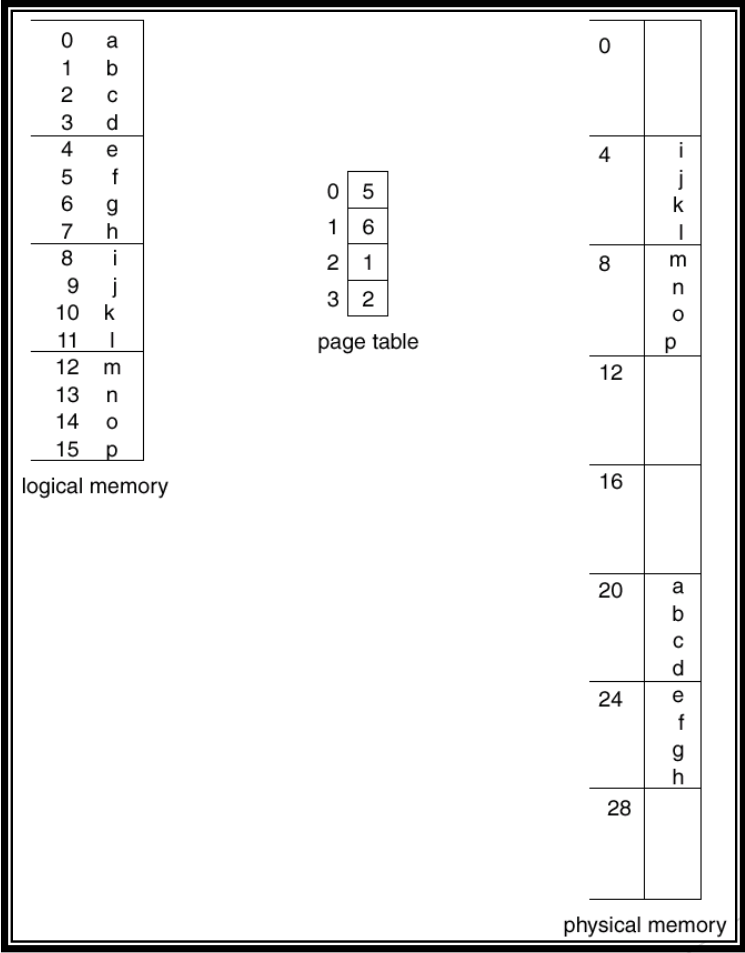 0 a
1 b
2 c
3 d
4 e
5 f
6 g
7 h
8 i
9 j
10 k
11 l
12 m
13 n
14 o
15 p
logical memory
0 5
1 6
2 1
3 2
page table
0
4 i
j
k
l
8 m
n
o
p
12
16
20 a
b
c
d
24 e
f
g
h
28
physical memory